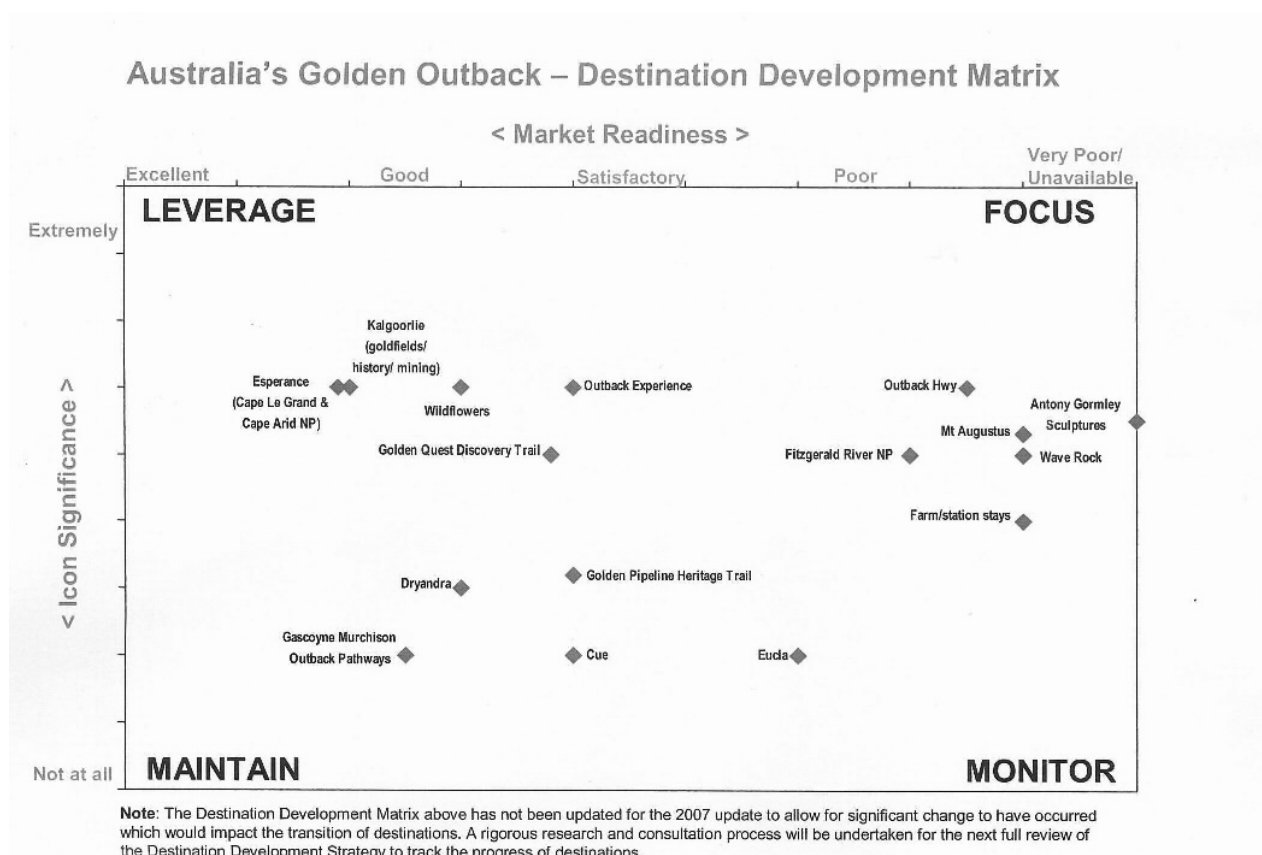 Australia's Golden Outback – Destination Development Matrix
< Market Readiness >
Excellent
Good
Satisfactory
Poor
Very Poor/
Unavailable
LEVERAGE
FOCUS
Extremely
Kalgoorlie
(goldfields/
history/ mining)
Esperance
(Cape Le Grand &
Cape Arid NP)
Wildflowers
Outback Experience
Outback Hwy
Antony Gormley
Sculptures
Mt Augustus
Golden Quest Discovery Trail
Fitzgerald River NP
Wave Rock
< Icon Significance >
Farm/station stays
Golden Pipeline Heritage Trail
Dryandra
Gascoyne Murchison
Outback Pathways
Cue
Eucla
Not at all
MAINTAIN
MONITOR
Note: The Destination Development Matrix above has not been updated for the 2007 update to allow for significant change to have occurred
which would impact the transition of destinations. A rigorous research and consultation process will be undertaken for the next full review of
the Destination Development Strategy to track the progress of destinations.